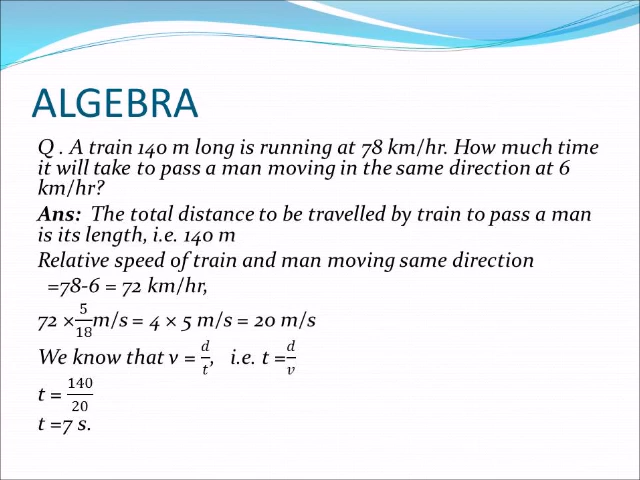 ALGEBRA
Q . A train 140 m long is running at 78 km/hr. How much time
it will take to pass a man moving in the same direction at 6
km/hr?
Ans: The total distance to be travelled by train to pass a man
is its length, i.e. 140 m
Relative speed of train and man moving same direction
=78-6 = 72 km/hr,
72 ×5/18 m/s = 4 × 5 m/s = 20 m/s
We know that v = d/t, i.e. t =d/v
t = 140/20
t =7 s.